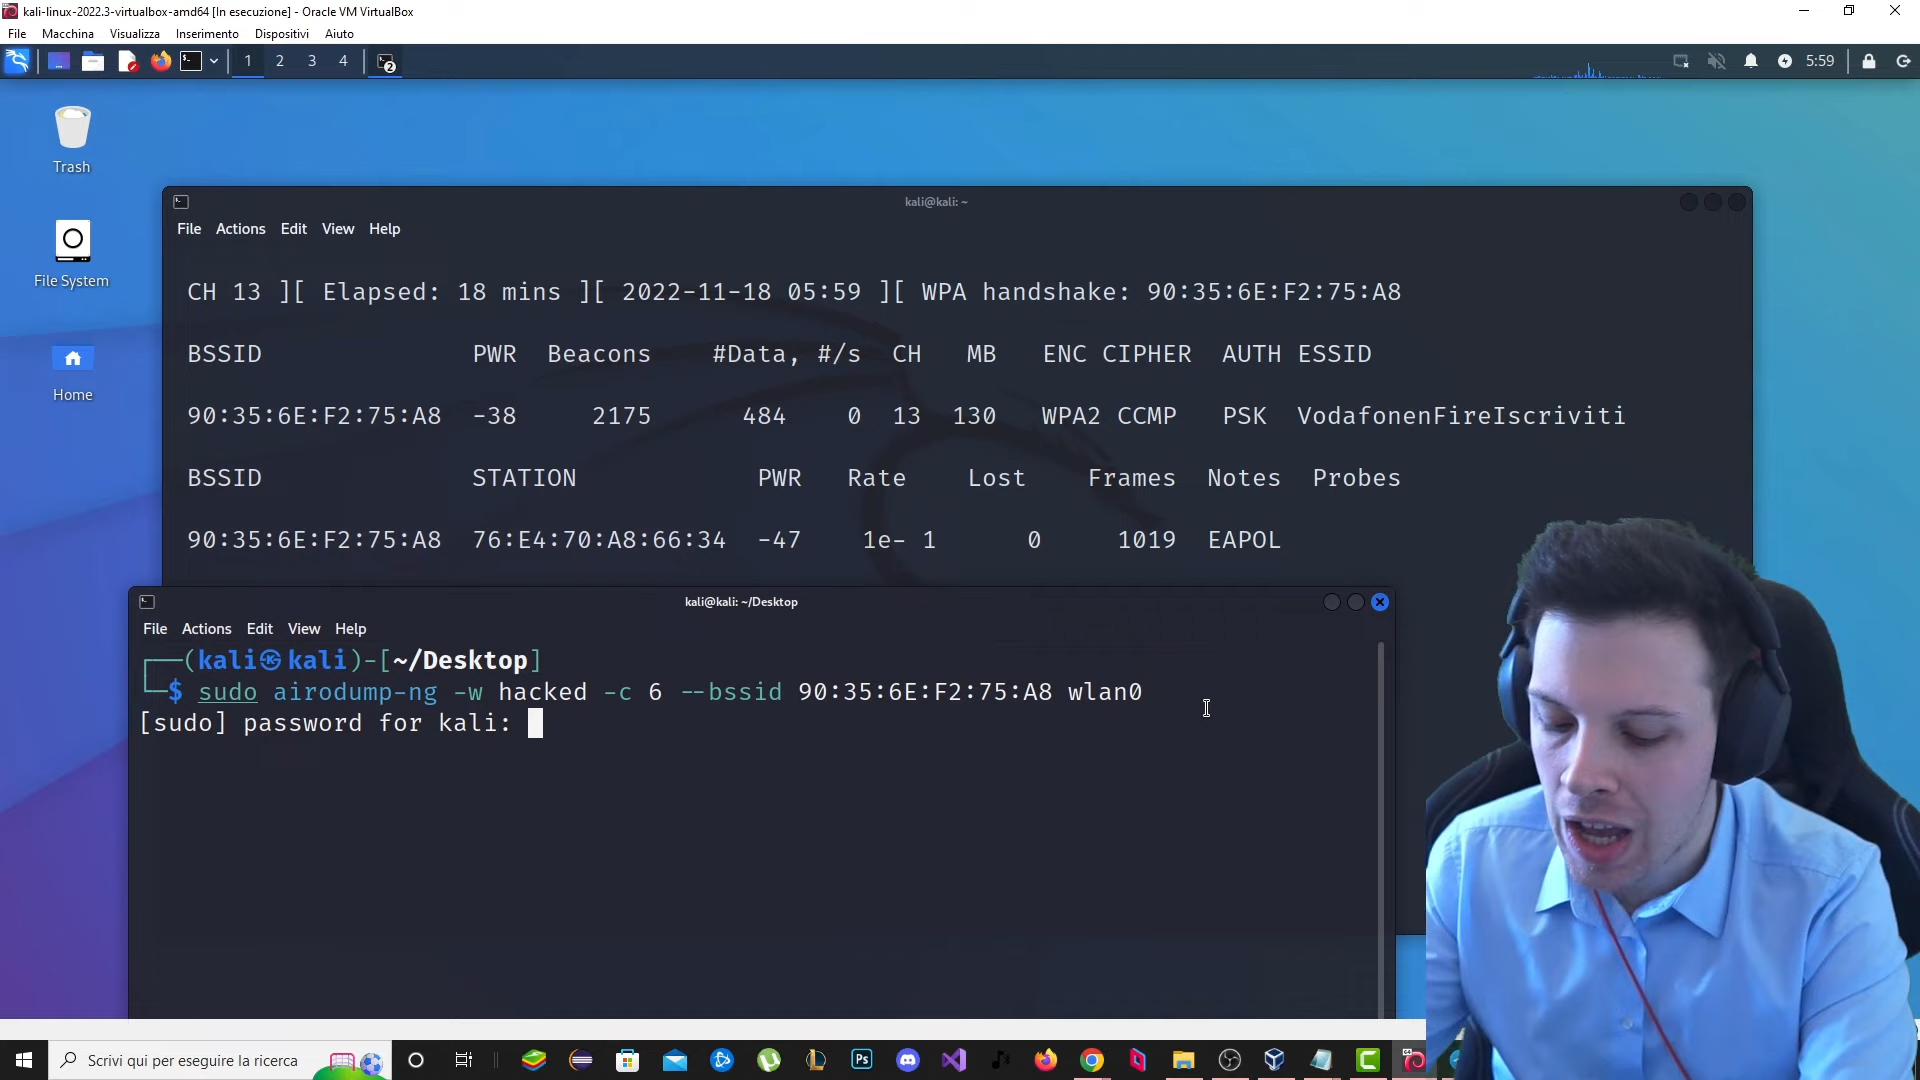 kali-linux-2022.3-virtualbox-amd64 [In esecuzione] - Oracle VM VirtualBox
File Macchina Visualizza Inserimento Dispositivi Aiuto
1 2 3 4 2 5:59
Trash
File System
Home
kali@kali: ~
File Actions Edit View Help
CH 13 ][ Elapsed: 18 mins ][ 2022-11-18 05:59 ][ WPA handshake: 90:35:6E:F2:75:A8
BSSID PWR Beacons #Data, #/s CH MB ENC CIPHER AUTH ESSID
90:35:6E:F2:75:A8 -38 2175 484 0 13 130 WPA2 CCMP PSK VodafonenFireIscriviti
BSSID STATION PWR Rate Lost Frames Notes Probes
90:35:6E:F2:75:A8 76:E4:70:A8:66:34 -47 1e- 1 0 1019 EAPOL
kali@kali: ~/Desktop
File Actions Edit View Help
(kali㉿kali)-[~/Desktop]
$ sudo airodump-ng -w hacked -c 6 --bssid 90:35:6E:F2:75:A8 wlan0
[sudo] password for kali:
Scrivi qui per eseguire la ricerca
Ps